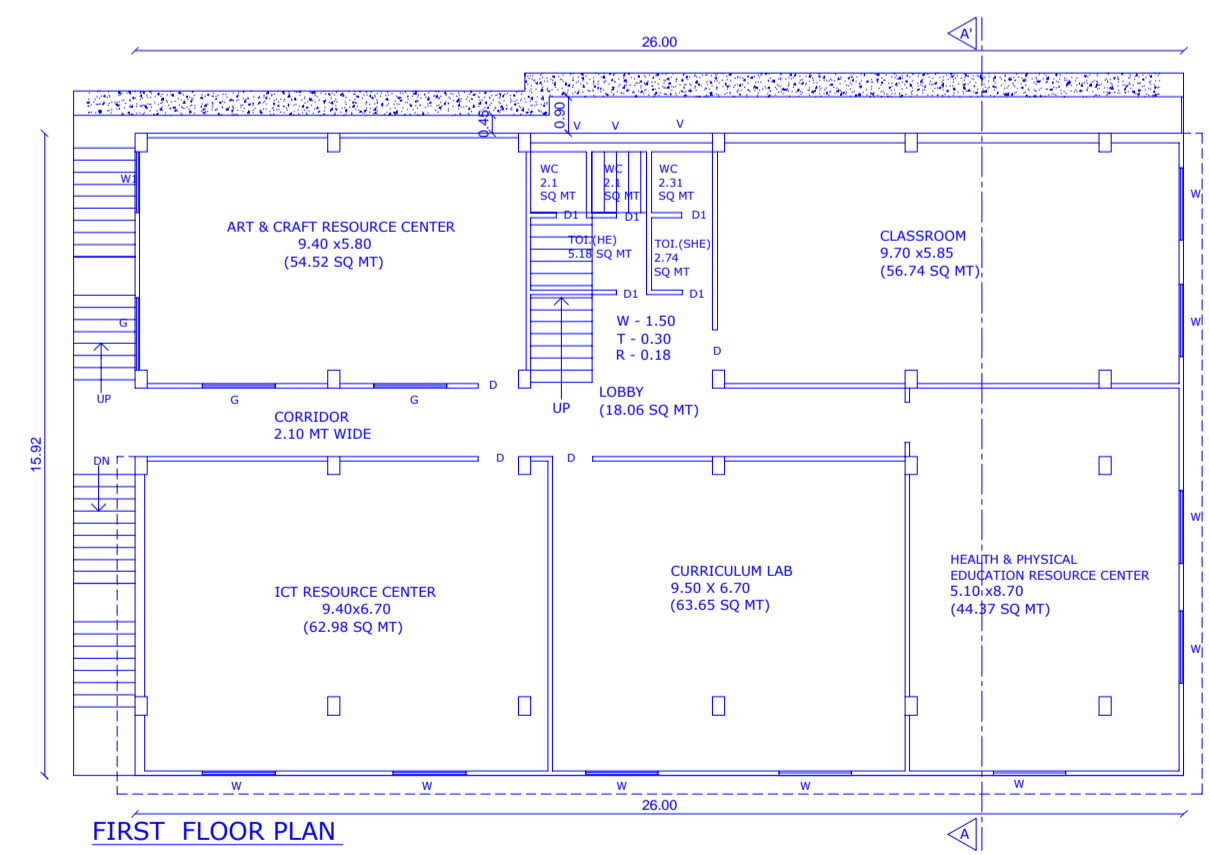 A'
26.00
0.45
0.90
V
V
V
W1
WC
2.1
SQ MT
WC
2.1
SQ MT
WC
2.31
SQ MT
W
D1
D1
D1
ART & CRAFT RESOURCE CENTER
9.40 x5.80
(54.52 SQ MT)
TOI.(HE)
5.18 SQ MT
TOI.(SHE)
2.74
SQ MT
CLASSROOM
9.70 x5.85
(56.74 SQ MT)
D1
D1
G
W - 1.50
T - 0.30
R - 0.18
W
D
UP
G
G
D
UP
LOBBY
(18.06 SQ MT)
CORRIDOR
2.10 MT WIDE
15.92
DN
D
D
W
ICT RESOURCE CENTER
9.40x6.70
(62.98 SQ MT)
CURRICULUM LAB
9.50 X 6.70
(63.65 SQ MT)
HEALTH & PHYSICAL
EDUCATION RESOURCE CENTER
5.10 x8.70
(44.37 SQ MT)
W
W
W
W
W
W
26.00
FIRST FLOOR PLAN
A